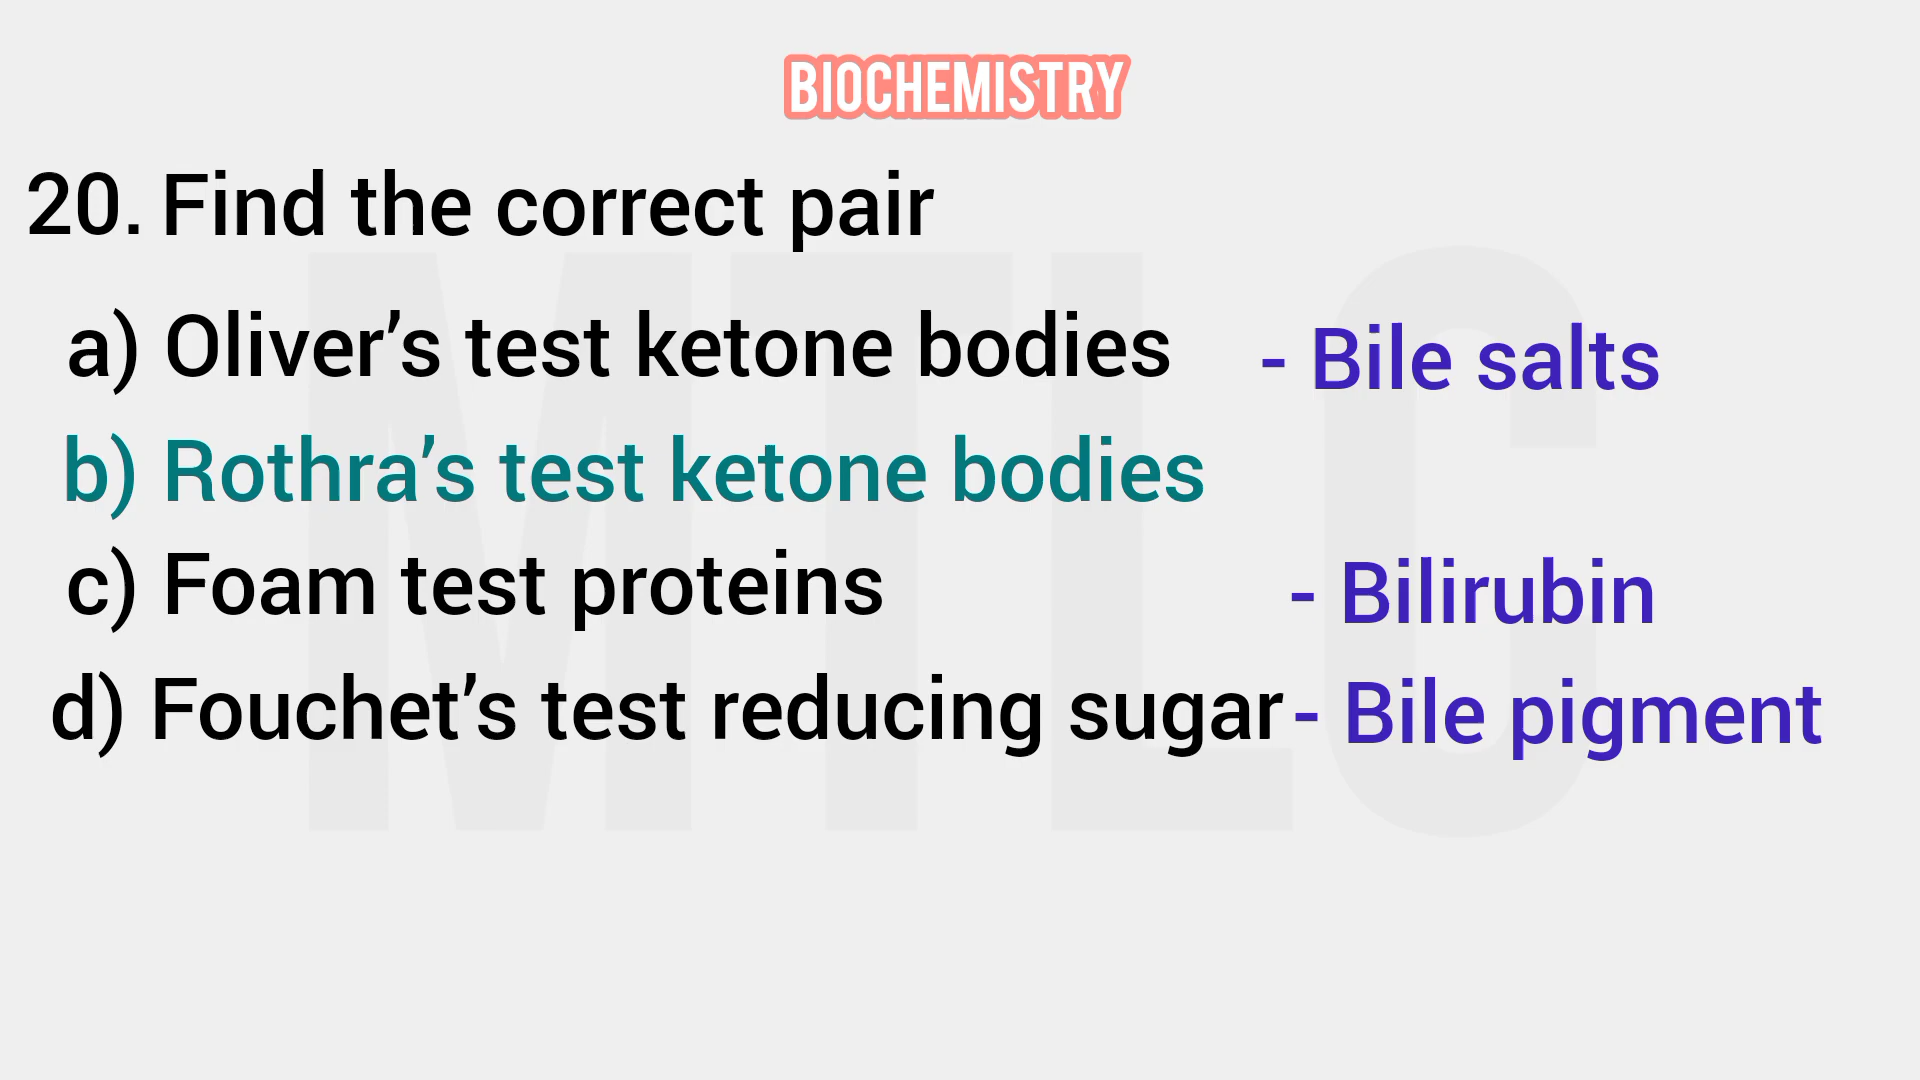 BIOCHEMISTRY
20. Find the correct pair
a) Oliver’s test ketone bodies - Bile salts
b) Rothra’s test ketone bodies
c) Foam test proteins - Bilirubin
d) Fouchet’s test reducing sugar - Bile pigment
MTLC